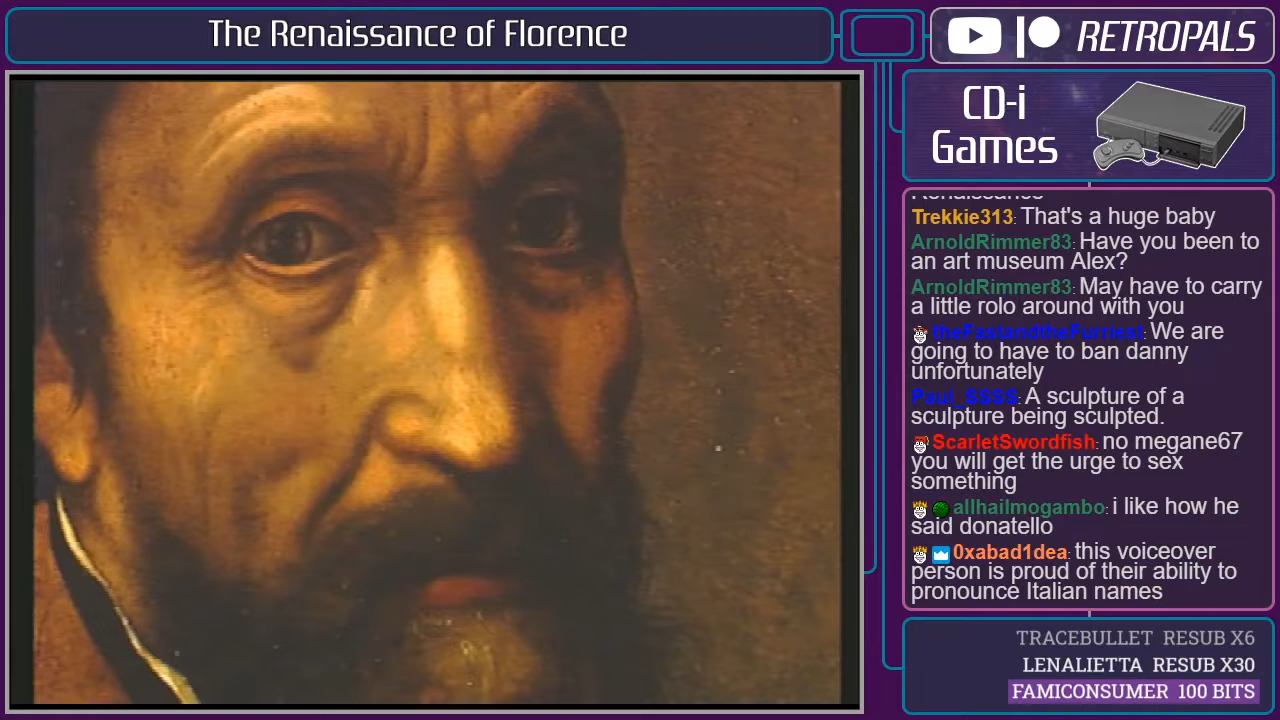 The Renaissance of Florence
RETROPALS
CD-i
Games
Renaissance
Trekkie313: That's a huge baby
ArnoldRimmer83: Have you been to
an art museum Alex?
ArnoldRimmer83: May have to carry
a little rolo around with you
theFastandtheFurriest: We are
going to have to ban danny
unfortunately
Paul_SSSS: A sculpture of a
sculpture being sculpted.
ScarletSwordfish: no megane67
you will get the urge to sex
something
allhailmogambo: i like how he
said donatello
0xabad1dea: this voiceover
person is proud of their ability to
pronounce Italian names
TRACEBULLET RESUB X6
LENALIETTA RESUB X30
FAMICONSUMER 100 BITS